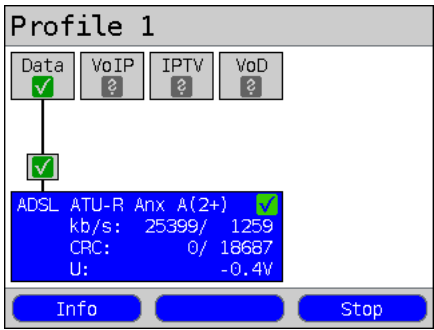 Profile 1
Data VoIP IPTV VoD
? ? ?
ADSL ATU-R Anx A(2+)
kb/s: 25399/ 1259
CRC: 0/ 18687
U: -0.4V
Info Stop